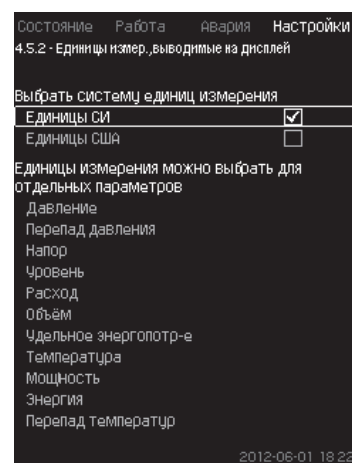 Состояние Работа Авария Настройки
4.5.2 - Единицы измер.,выводимые на дисплей
Выбрать систему единиц измерения
Единицы СИ
Единицы США
Единицы измерения можно выбрать для
отдельных параметров
Давление
Перепад давления
Напор
Уровень
Расход
Объём
Удельное энергопотр-е
Температура
Мощность
Энергия
Перепад температур
2012-06-01 18:22